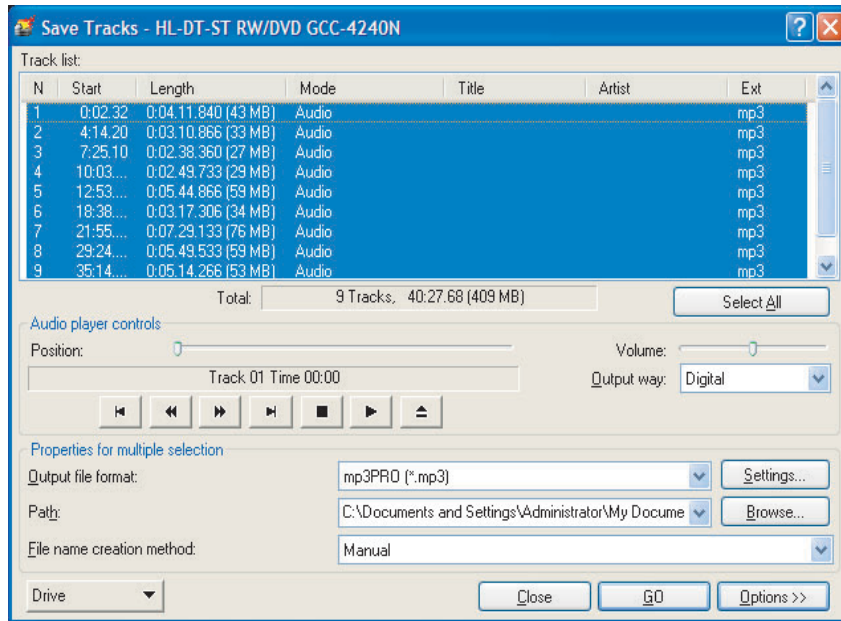 Save Tracks - HL-DT-ST RW/DVD GCC-4240N
Track list:
N Start Length Mode Title Artist Ext
1 0:02.32 0:04.11.840 (43 MB) Audio mp3
2 4:14.20 0:03.10.866 (33 MB) Audio mp3
3 7:25.10 0:02.38.360 (27 MB) Audio mp3
4 10:03.... 0:02.49.733 (29 MB) Audio mp3
5 12:53.... 0:05.44.866 (59 MB) Audio mp3
6 18:38.... 0:03.17.306 (34 MB) Audio mp3
7 21:55.... 0:07.29.133 (76 MB) Audio mp3
8 29:24.... 0:05.49.533 (59 MB) Audio mp3
9 35:14.... 0:05.14.266 (53 MB) Audio mp3
Total: 9 Tracks, 40:27.68 (409 MB) Select All
Audio player controls
Position: Volume:
Track 01 Time 00:00 Output way: Digital
Properties for multiple selection
Output file format: mp3PRO (*.mp3) Settings...
Path: C:\Documents and Settings\Administrator\My Docume Browse...
File name creation method: Manual
Drive Close GO Options >>